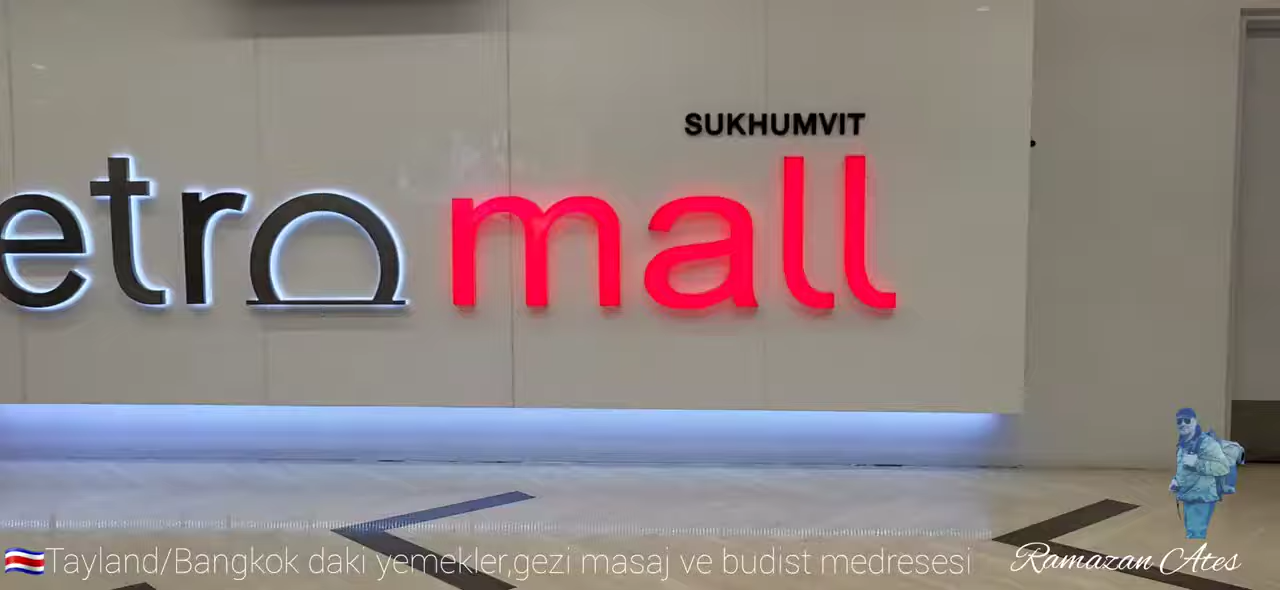 SUKHUMVIT
etro mall
Tayland/Bangkok daki yemekler,gezi masaj ve budist medresesi
Ramazan Ates